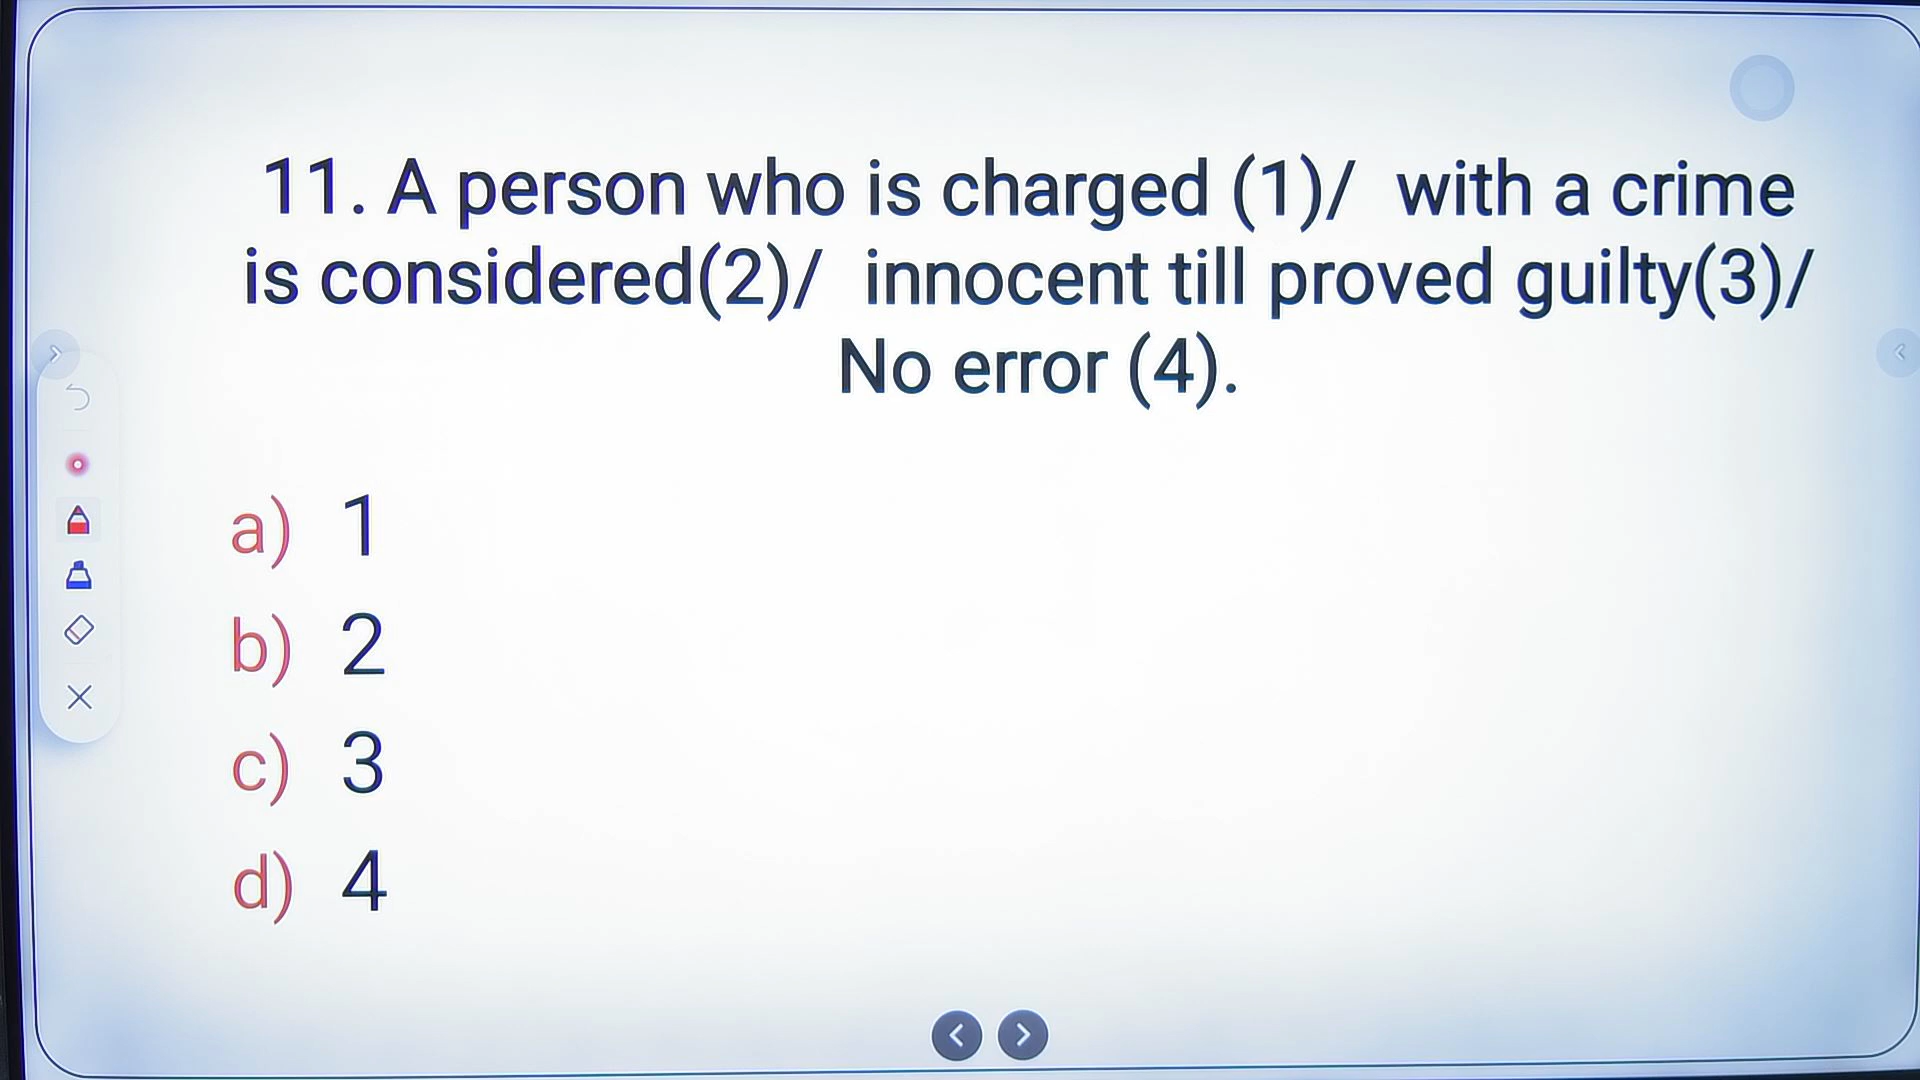 11. A person who is charged (1)/ with a crime
is considered(2)/ innocent till proved guilty(3)/
No error (4).
a) 1
b) 2
c) 3
d) 4